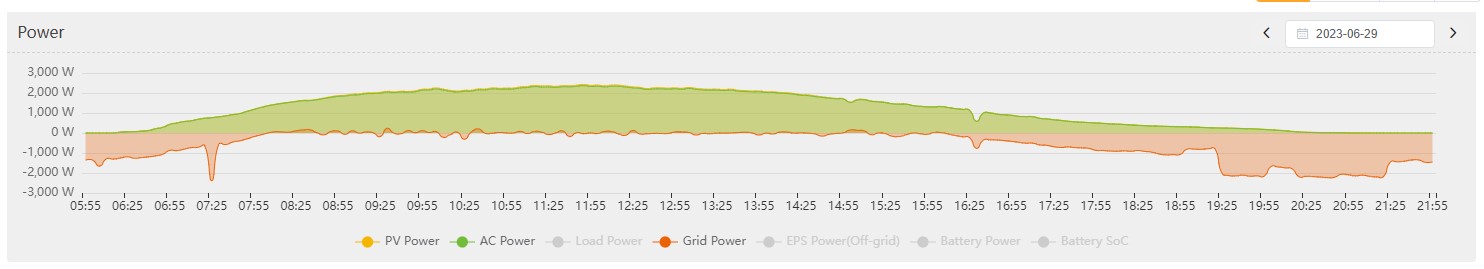 Power
2023-06-29
3,000 W
2,000 W
1,000 W
0 W
-1,000 W
-2,000 W
-3,000 W
05:55 06:25 06:55 07:25 07:55 08:25 08:55 09:25 09:55 10:25 10:55 11:25 11:55 12:25 12:55 13:25 13:55 14:25 14:55 15:25 15:55 16:25 16:55 17:25 17:55 18:25 18:55 19:25 19:55 20:25 20:55 21:25 21:55
PV Power AC Power Load Power Grid Power EPS Power(Off-grid) Battery Power Battery SoC